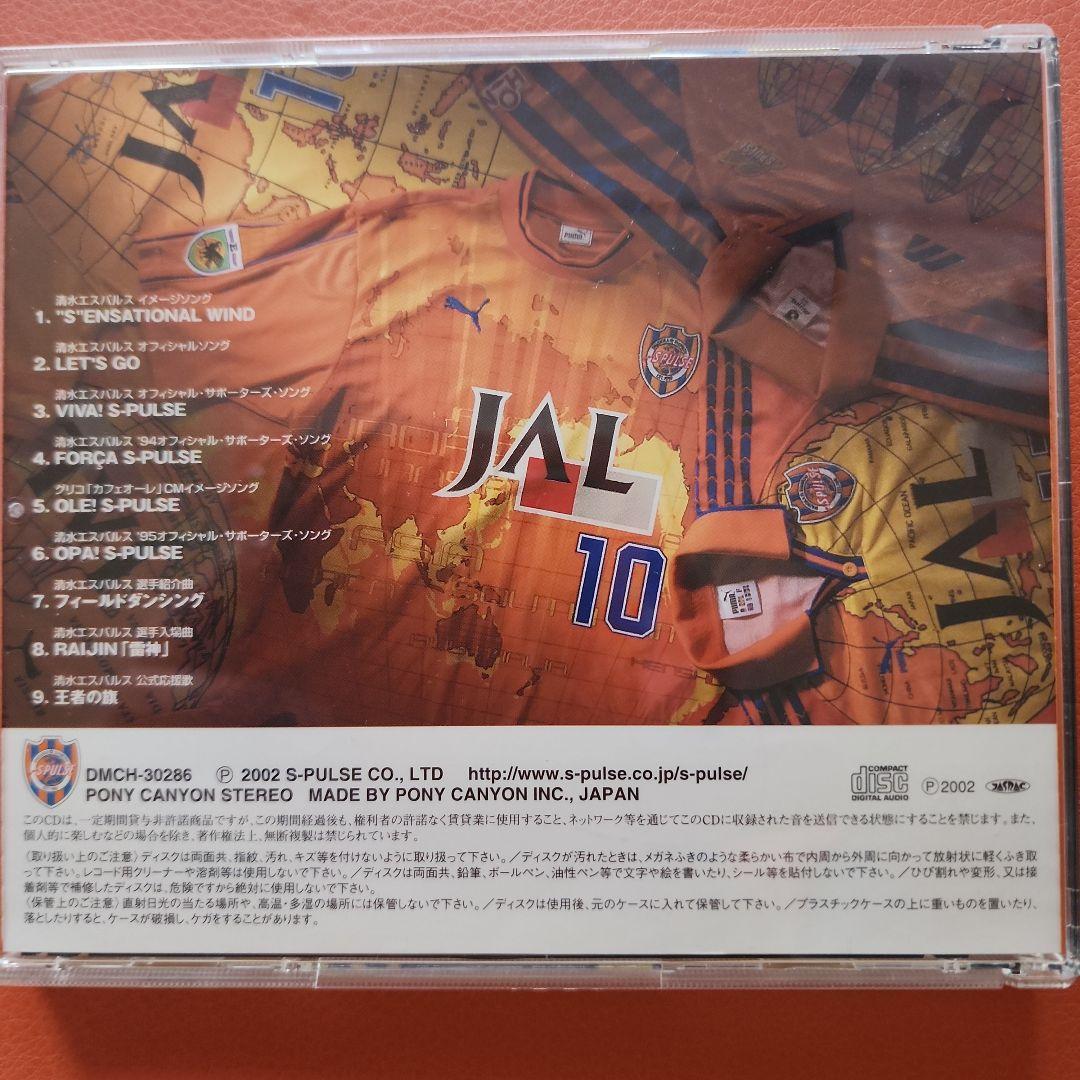 清水エスパルス イメージソング
1. "S"ENSATIONAL WIND
清水エスパルス オフィシャルソング
2. LET'S GO
清水エスパルス オフィシャル・サポーターズ・ソング
3. VIVA! S-PULSE
清水エスパルス '94オフィシャル・サポーターズ・ソング
4. FORÇA S-PULSE
グリコ「カフェオーレ」CMイメージソング
5. OLE! S-PULSE
清水エスパルス '95オフィシャル・サポーターズ・ソング
6. OPA! S-PULSE
清水エスパルス 選手紹介曲
7. フィールドダンシング
清水エスパルス 選手入場曲
8. RAIJIN「雷神」
清水エスパルス 公式応援歌
9. 王者の旗
PUMA
S-PULSE
JAL
10
S-PULSE
JAL
PACIFIC OCEAN
PUMA
JAL
S-PULSE
DMCH-30286 Ⓟ 2002 S-PULSE CO., LTD http://www.s-pulse.co.jp/s-pulse/
PONY CANYON STEREO MADE BY PONY CANYON INC., JAPAN
COMPACT disc DIGITAL AUDIO
Ⓟ2002
JASRAC
このCDは、一定期間貸与非許諾商品ですが、この期間経過後も、権利者の許諾なく賃貸業に使用すること、ネットワーク等を通じてこのCDに収録された音を送信できる状態にすることを禁じます。また、
個人的に楽しむなどの場合を除き、著作権法上、無断複製は禁じられています。
〈取り扱い上のご注意〉ディスクは両面共、指紋、汚れ、キズ等を付けないように取り扱って下さい。／ディスクが汚れたときは、メガネふきのような柔らかい布で内周から外周に向かって放射状に軽くふき取
って下さい。レコード用クリーナーや溶剤等は使用しないで下さい。／ディスクは両面共、鉛筆、ボールペン、油性ペン等で文字や絵を書いたり、シール等を貼付しないで下さい。／ひび割れや変形、又は接
着剤等で補修したディスクは、危険ですから絶対に使用しないで下さい。
〈保管上のご注意〉直射日光の当たる場所や、高温・多湿の場所には保管しないで下さい。／ディスクは使用後、元のケースに入れて保管して下さい。／プラスチックケースの上に重いものを置いたり、
落としたりすると、ケースが破損し、ケガをすることがあります。